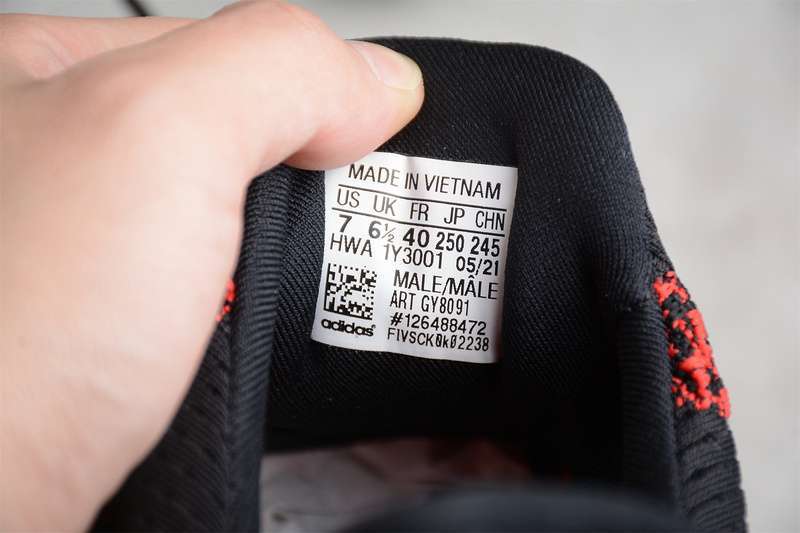 MADE IN VIETNAM
US UK FR JP CHN
7 6½ 40 250 245
HWA 1Y3001 05/21
MALE/MÂLE
ART GY8091
#126488472
adidas FIVSCK0k02238